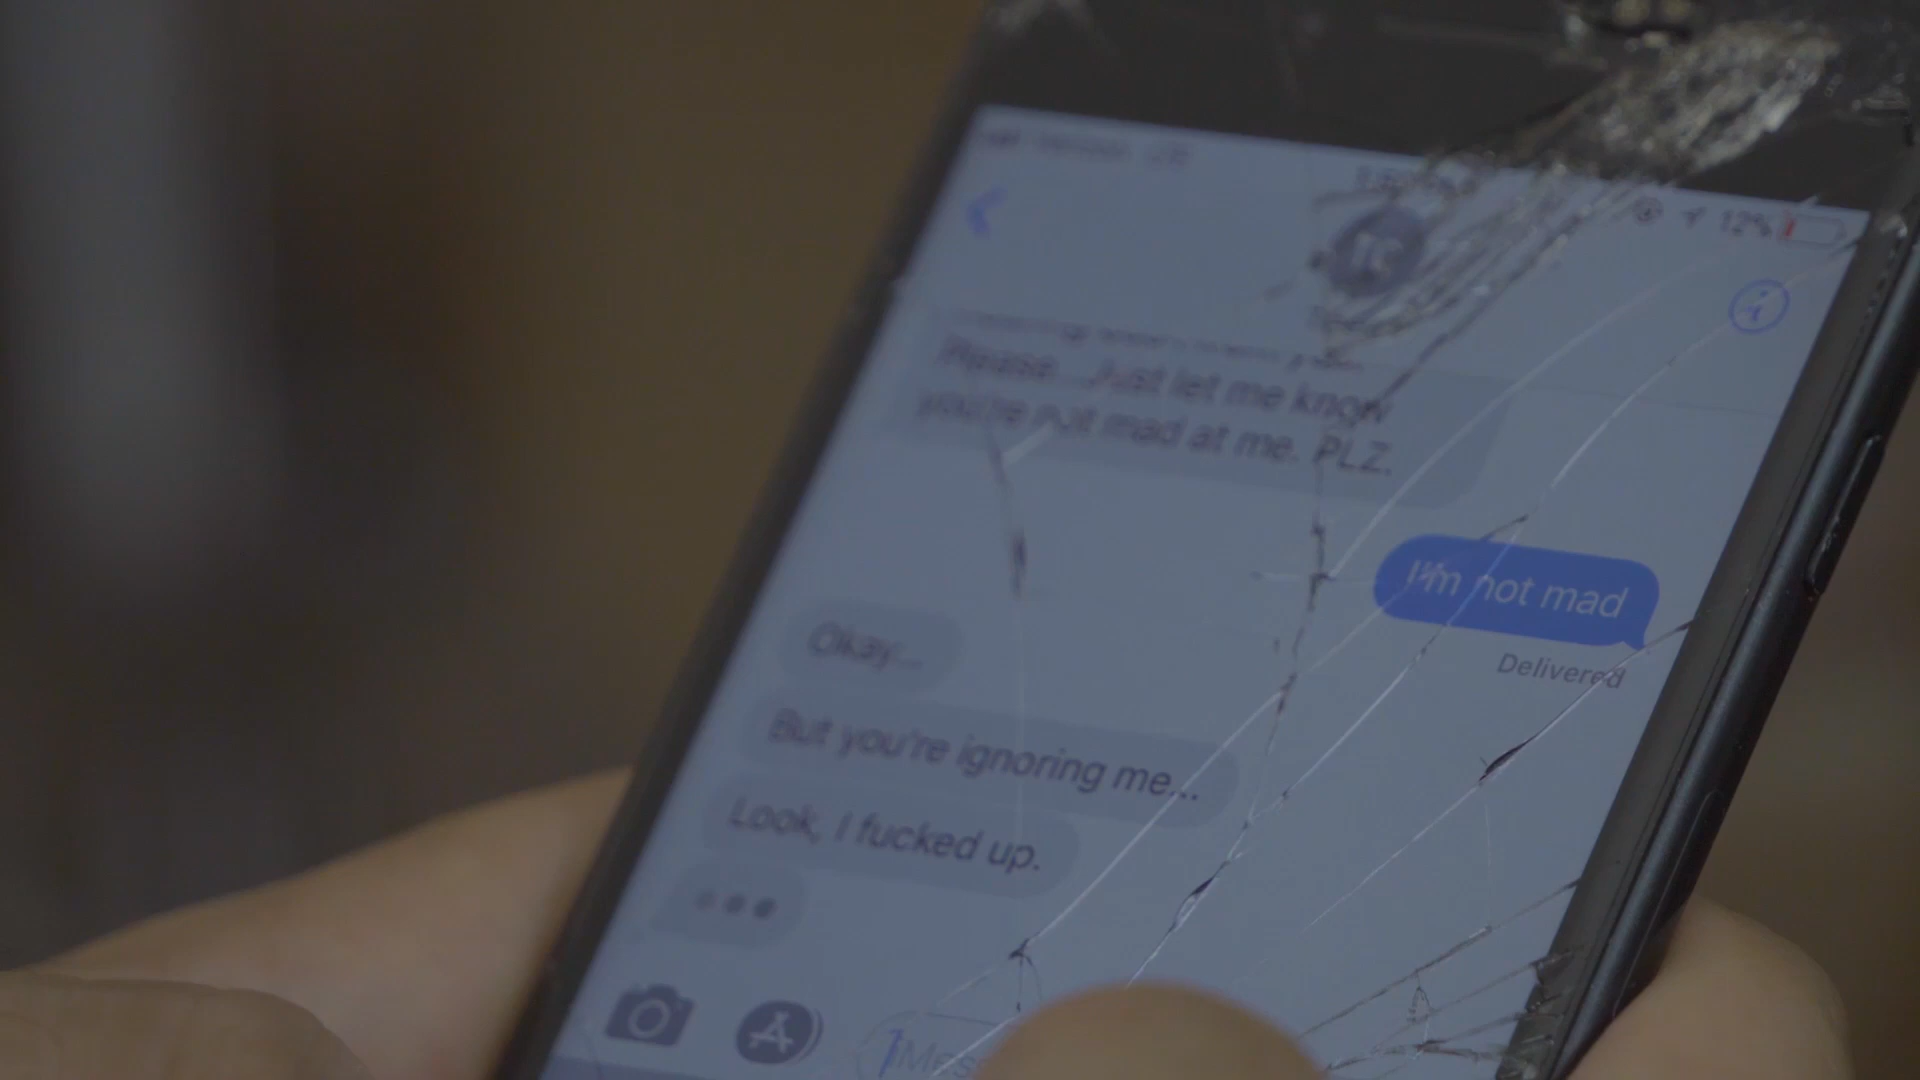 12%
Please...Just let me know
you're not mad at me. PLZ.
I'm not mad
Delivered
Okay...
But you're ignoring me...
Look, I fucked up.